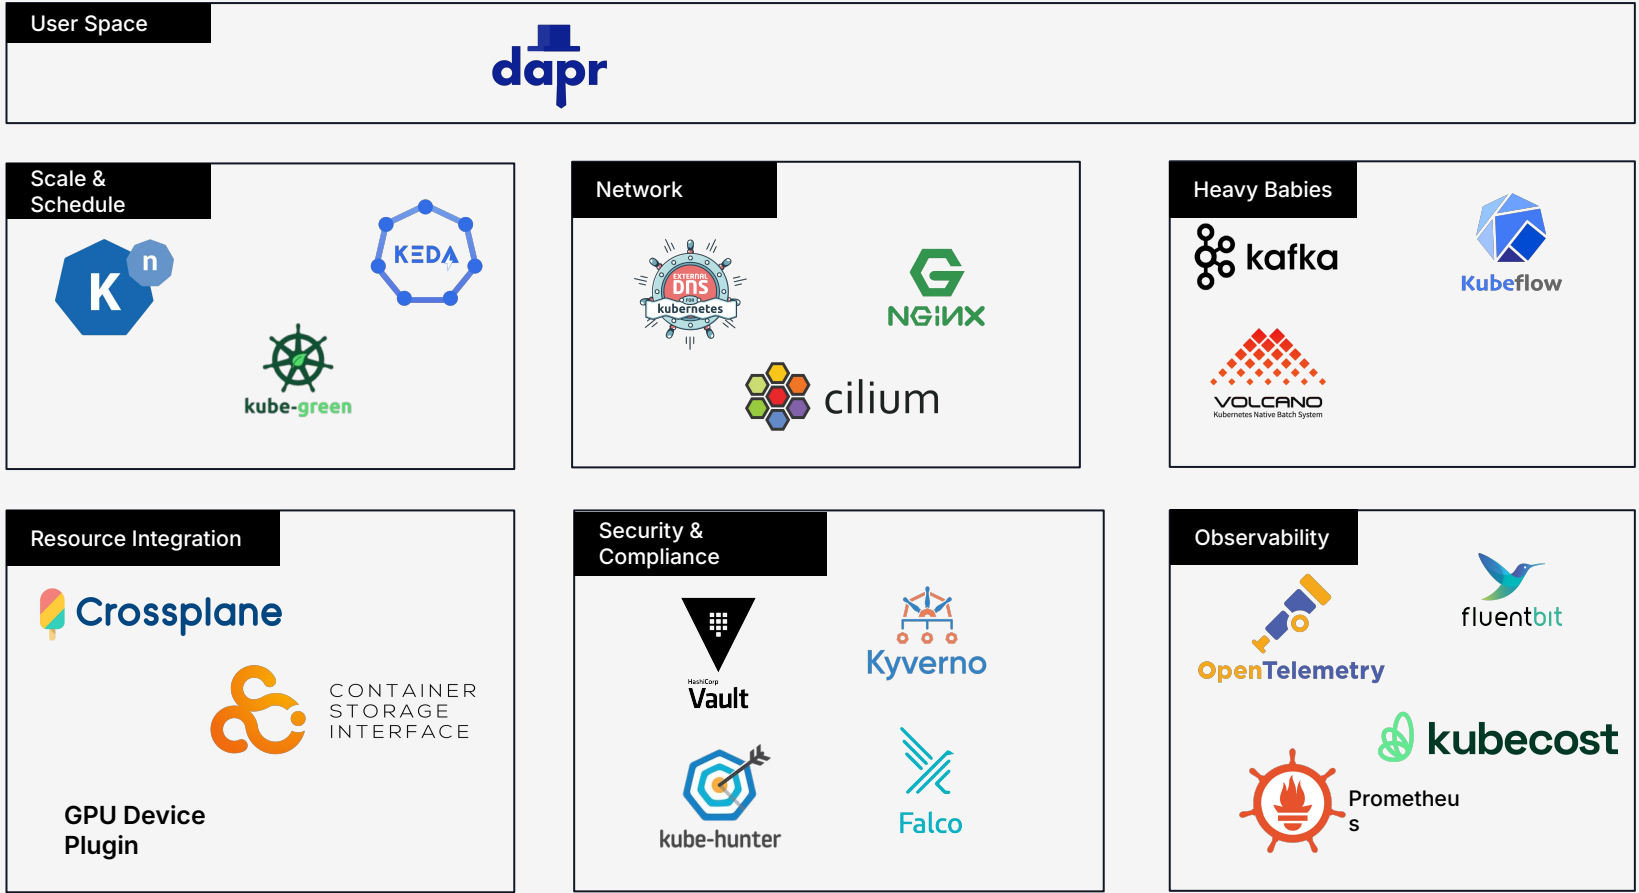 User Space
dapr
Scale &
Schedule
K
n
KEDA
kube-green
Network
EXTERNAL
DNS
FOR
kubernetes
NGiNX
cilium
Heavy Babies
kafka
Kubeflow
VOLCANO
Kubernetes Native Batch System
Resource Integration
Crossplane
CONTAINER
STORAGE
INTERFACE
GPU Device
Plugin
Security &
Compliance
HashiCorp
Vault
Kyverno
kube-hunter
Falco
Observability
fluentbit
OpenTelemetry
kubecost
Prometheu
s